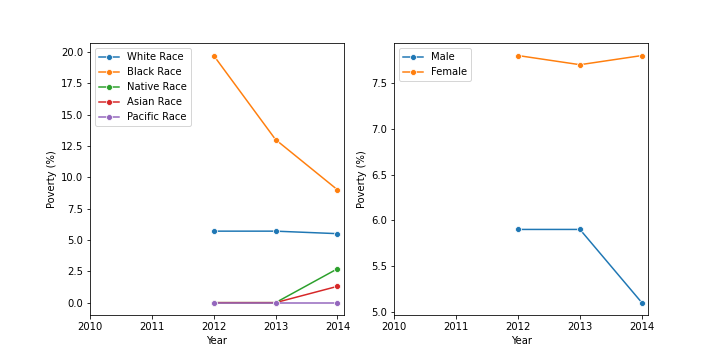 White Race
Black Race
Native Race
Asian Race
Pacific Race
20.0
17.5
15.0
12.5
10.0
7.5
5.0
2.5
0.0
Poverty (%)
2010 2011 2012 2013 2014
Year
Male
Female
7.5
7.0
6.5
6.0
5.5
5.0
Poverty (%)
2010 2011 2012 2013 2014
Year